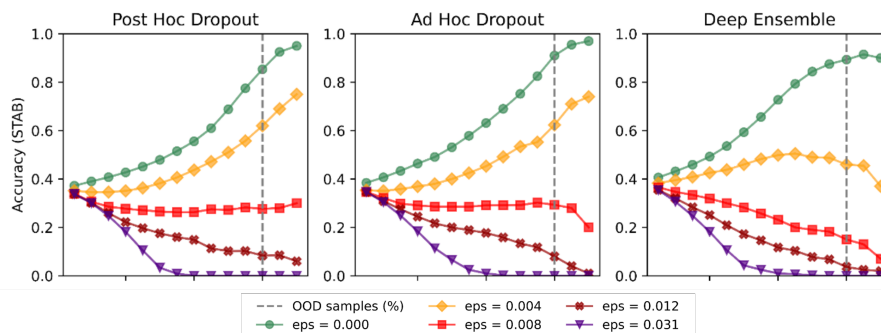 Post Hoc Dropout
Ad Hoc Dropout
Deep Ensemble
Accuracy (STAB)
1.0
0.8
0.6
0.4
0.2
0.0
1.0
0.8
0.6
0.4
0.2
0.0
1.0
0.8
0.6
0.4
0.2
0.0
OOD samples (%)
eps = 0.004
eps = 0.012
eps = 0.000
eps = 0.008
eps = 0.031